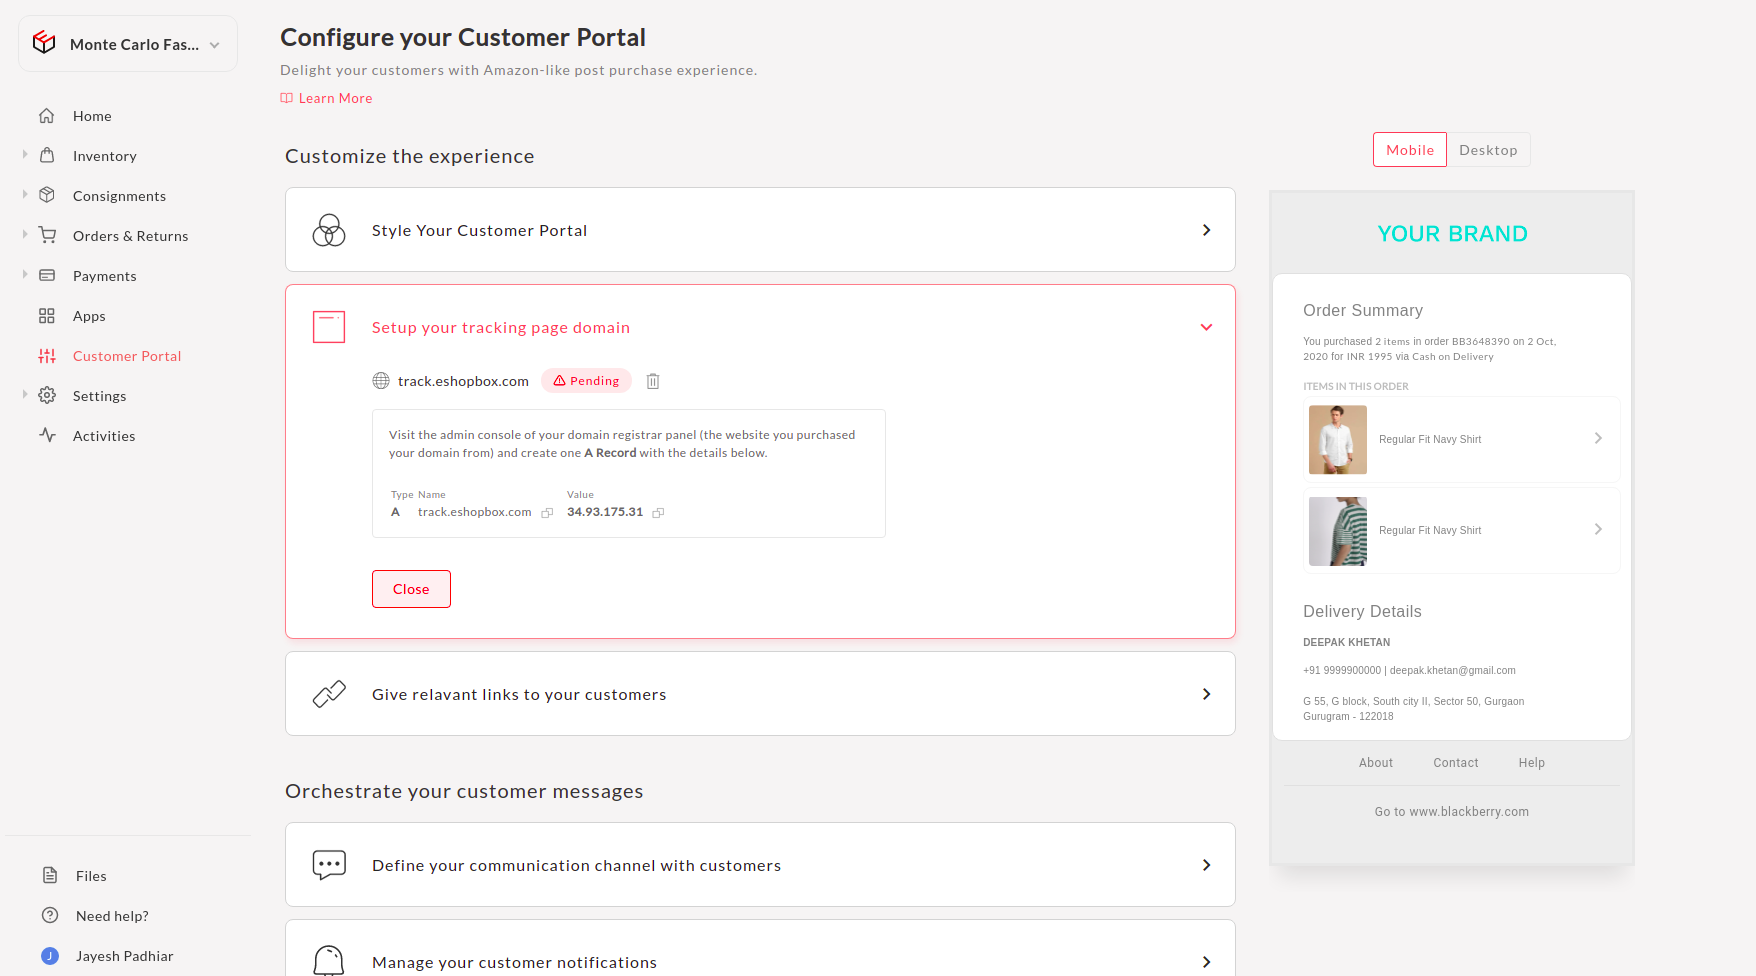 Monte Carlo Fas...
Home
Inventory
Consignments
Orders & Returns
Payments
Apps
Customer Portal
Settings
Activities
Files
Need help?
J
Jayesh Padhiar
Configure your Customer Portal
Delight your customers with Amazon-like post purchase experience.
Learn More
Customize the experience
Style Your Customer Portal
Setup your tracking page domain
track.eshopbox.com
Pending
Visit the admin console of your domain registrar panel (the website you purchased
your domain from) and create one A Record with the details below.
Type Name Value
A track.eshopbox.com 34.93.175.31
Close
Give relavant links to your customers
Orchestrate your customer messages
Define your communication channel with customers
Manage your customer notifications
Mobile Desktop
YOUR BRAND
Order Summary
You purchased 2 items in order BB3648390 on 2 Oct,
2020 for INR 1995 via Cash on Delivery
ITEMS IN THIS ORDER
Regular Fit Navy Shirt
Regular Fit Navy Shirt
Delivery Details
DEEPAK KHETAN
+91 9999900000 | deepak.khetan@gmail.com
G 55, G block, South city II, Sector 50, Gurgaon
Gurugram - 122018
About Contact Help
Go to www.blackberry.com